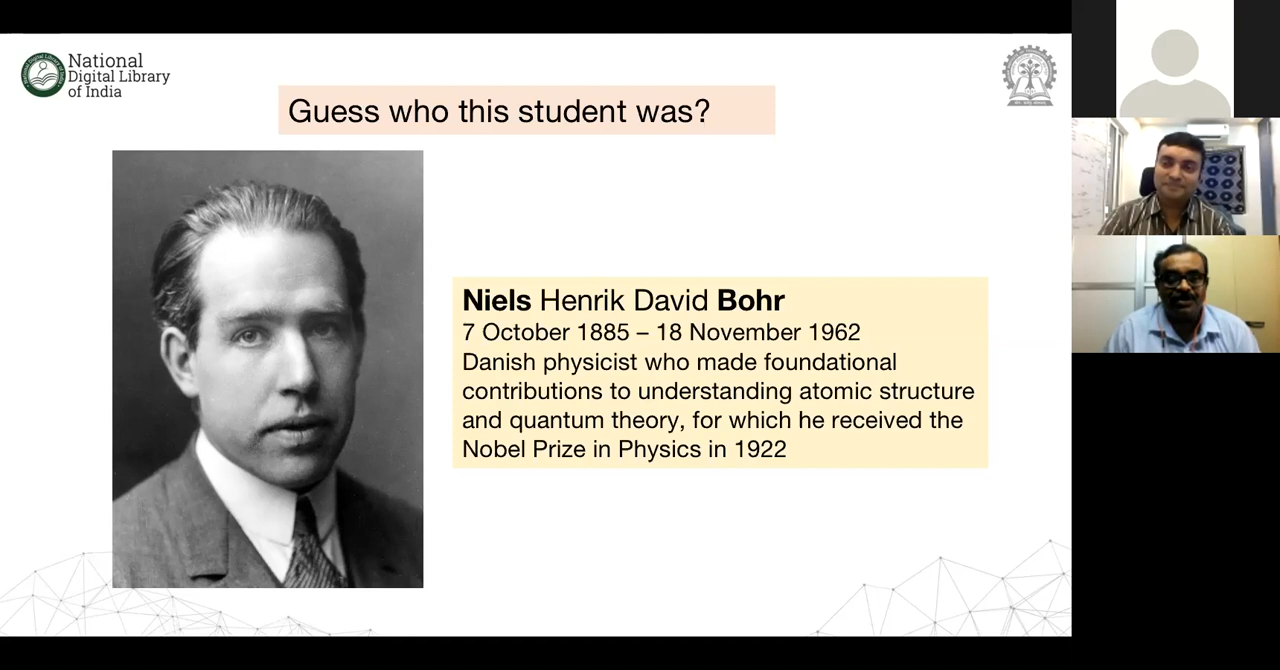 National
Digital Library
of India
Guess who this student was?
Niels Henrik David Bohr
7 October 1885 – 18 November 1962
Danish physicist who made foundational
contributions to understanding atomic structure
and quantum theory, for which he received the
Nobel Prize in Physics in 1922